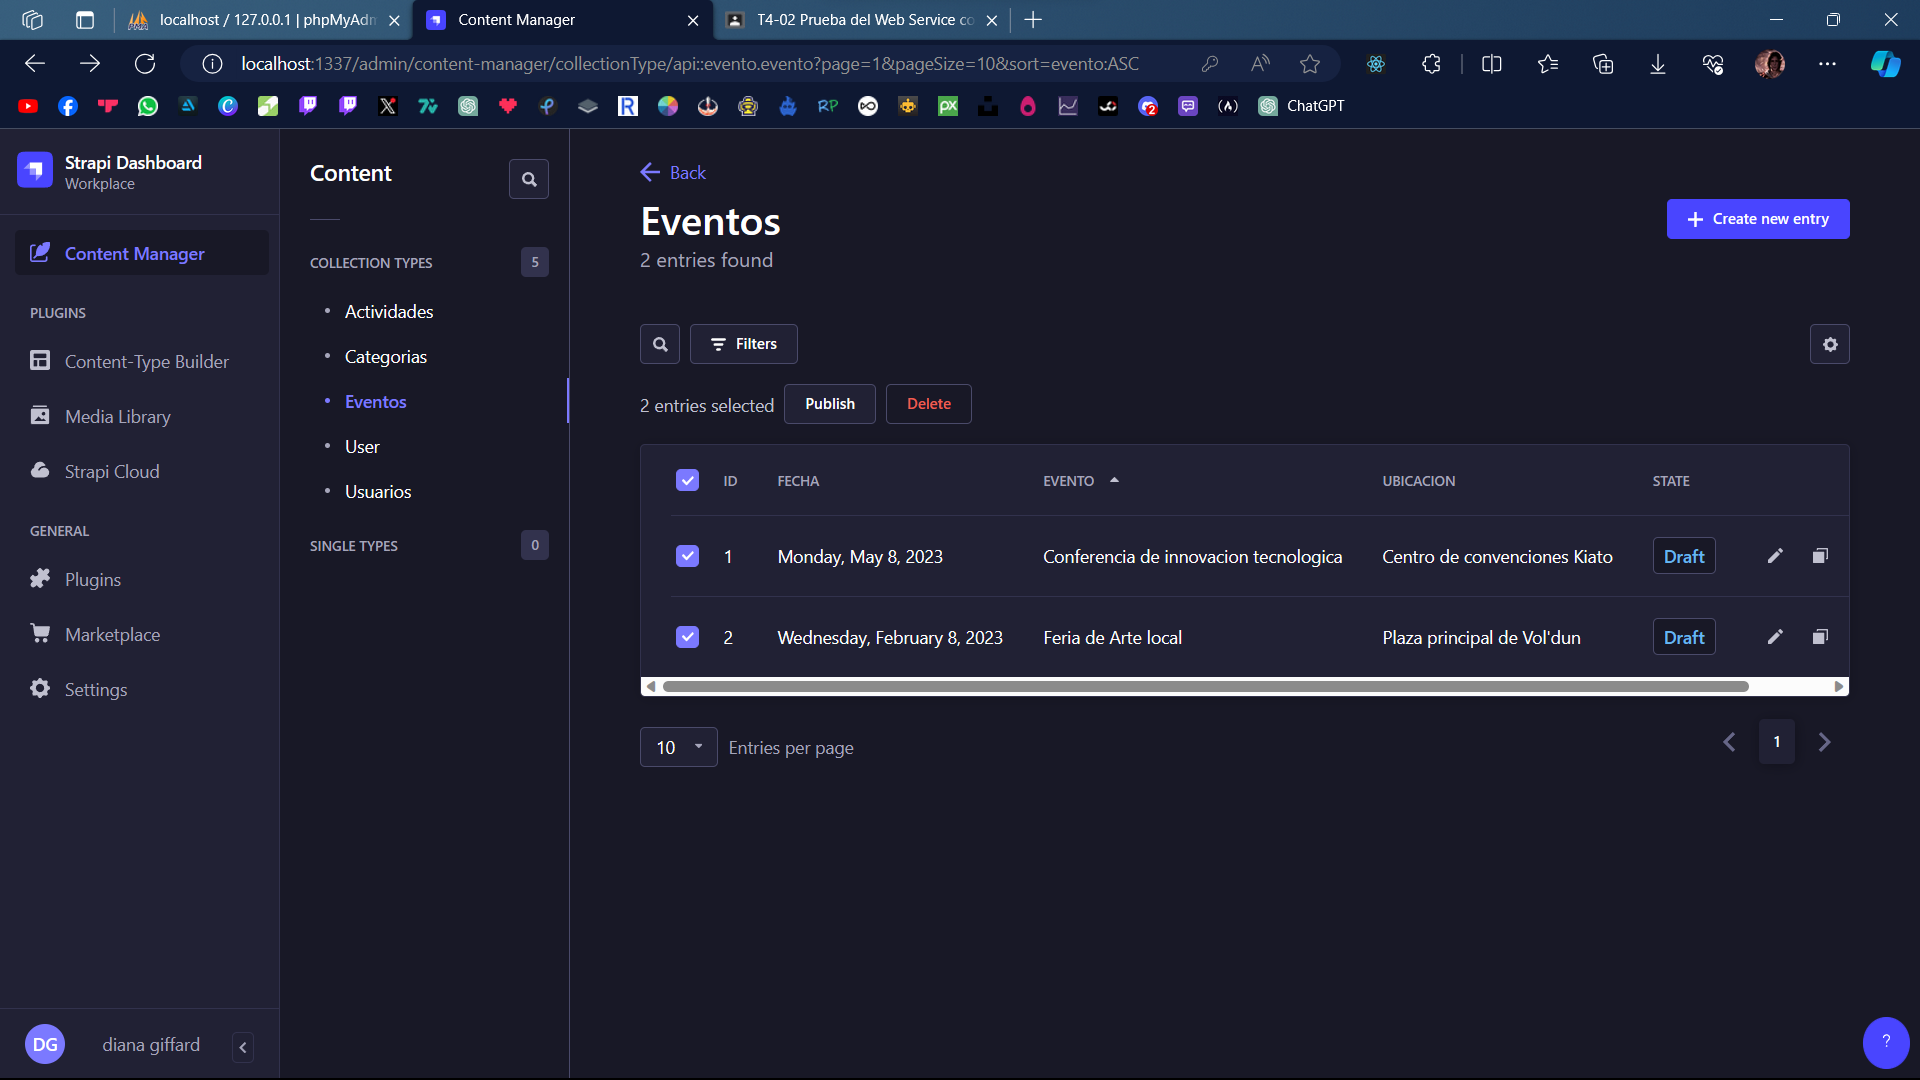 localhost / 127.0.0.1 | phpMyAdm
Content Manager
T4-02 Prueba del Web Service co
localhost:1337/admin/content-manager/collectionType/api::evento.evento?page=1&pageSize=10&sort=evento:ASC
ChatGPT
Strapi Dashboard
Workplace
Content Manager
PLUGINS
Content-Type Builder
Media Library
Strapi Cloud
GENERAL
Plugins
Marketplace
Settings
DG
diana giffard
Content
COLLECTION TYPES
5
Actividades
Categorias
Eventos
User
Usuarios
SINGLE TYPES
0
Back
Eventos
2 entries found
Create new entry
Filters
2 entries selected
Publish
Delete
ID FECHA EVENTO UBICACION STATE
1 Monday, May 8, 2023 Conferencia de innovacion tecnologica Centro de convenciones Kiato Draft
2 Wednesday, February 8, 2023 Feria de Arte local Plaza principal de Vol'dun Draft
10
Entries per page
1
?